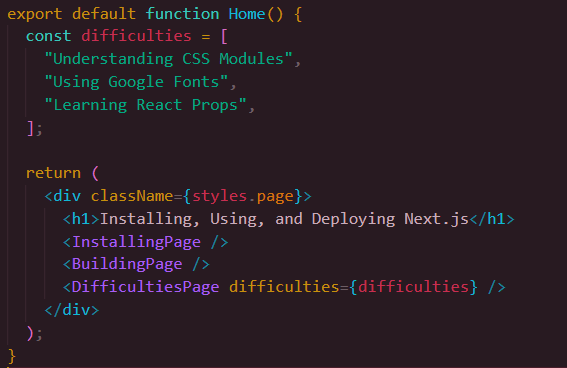 export default function Home() {
  const difficulties = [
    "Understanding CSS Modules",
    "Using Google Fonts",
    "Learning React Props",
  ];

  return (
    <div className={styles.page}>
      <h1>Installing, Using, and Deploying Next.js</h1>
      <InstallingPage />
      <BuildingPage />
      <DifficultiesPage difficulties={difficulties} />
    </div>
  );
}